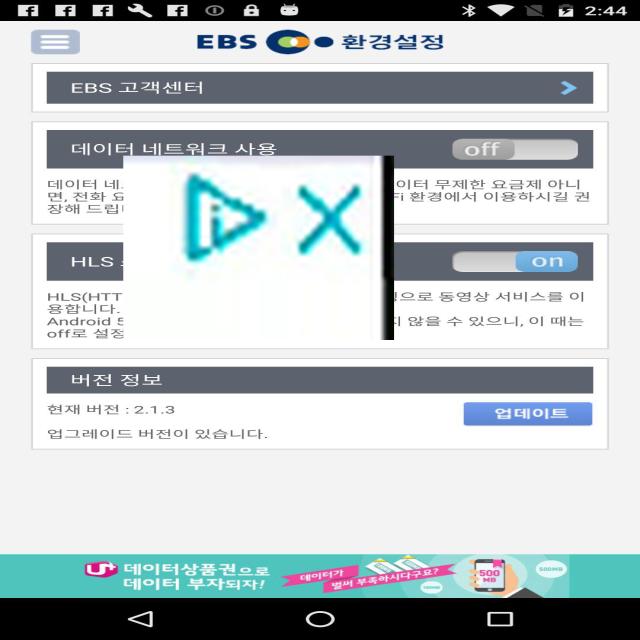 2:44
EBS 환경설정
EBS 고객센터
데이터 네트워크 사용
off
데이터 네 이터 무제한 요금제 아니
면, 전화 요 Fi 환경에서 이용하시길 권
장해 드립니
HLS
on
HLS(HTT 으로 동영상 서비스를 이
용합니다.
Android 5 지 않을 수 있으니, 이 때는
off로 설정
버전 정보
현재 버전 : 2.1.3
업데이트
업그레이드 버전이 있습니다.
U+ 데이터상품권으로
데이터 부자되자!
데이터가
벌써 부족하시다구요?
500
MB
500MB